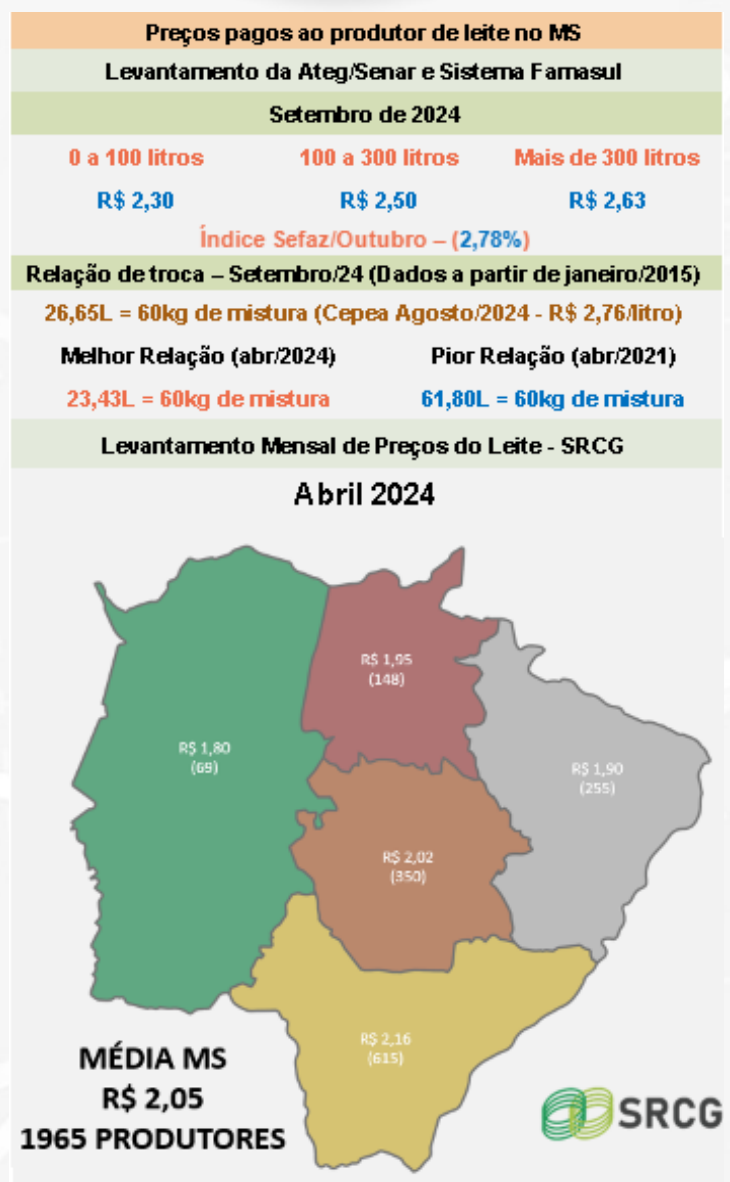 Preços pagos ao produtor de leite no MS
Levantamento da Ateg/Senar e Sistema Famasul
Setembro de 2024
0 a 100 litros 100 a 300 litros Mais de 300 litros
R$ 2,30 R$ 2,50 R$ 2,63
Índice Sefaz/Outubro – (2,78%)
Relação de troca – Setembro/24 (Dados a partir de janeiro/2015)
26,65L = 60kg de mistura (Cepea Agosto/2024 - R$ 2,76/litro)
Melhor Relação (abr/2024) Pior Relação (abr/2021)
23,43L = 60kg de mistura 61,80L = 60kg de mistura
Levantamento Mensal de Preços do Leite - SRCG
Abril 2024
R$ 1,95
(148)
R$ 1,80
(69)
R$ 1,90
(255)
R$ 2,02
(350)
R$ 2,16
(615)
MÉDIA MS
R$ 2,05
1965 PRODUTORES
SRCG